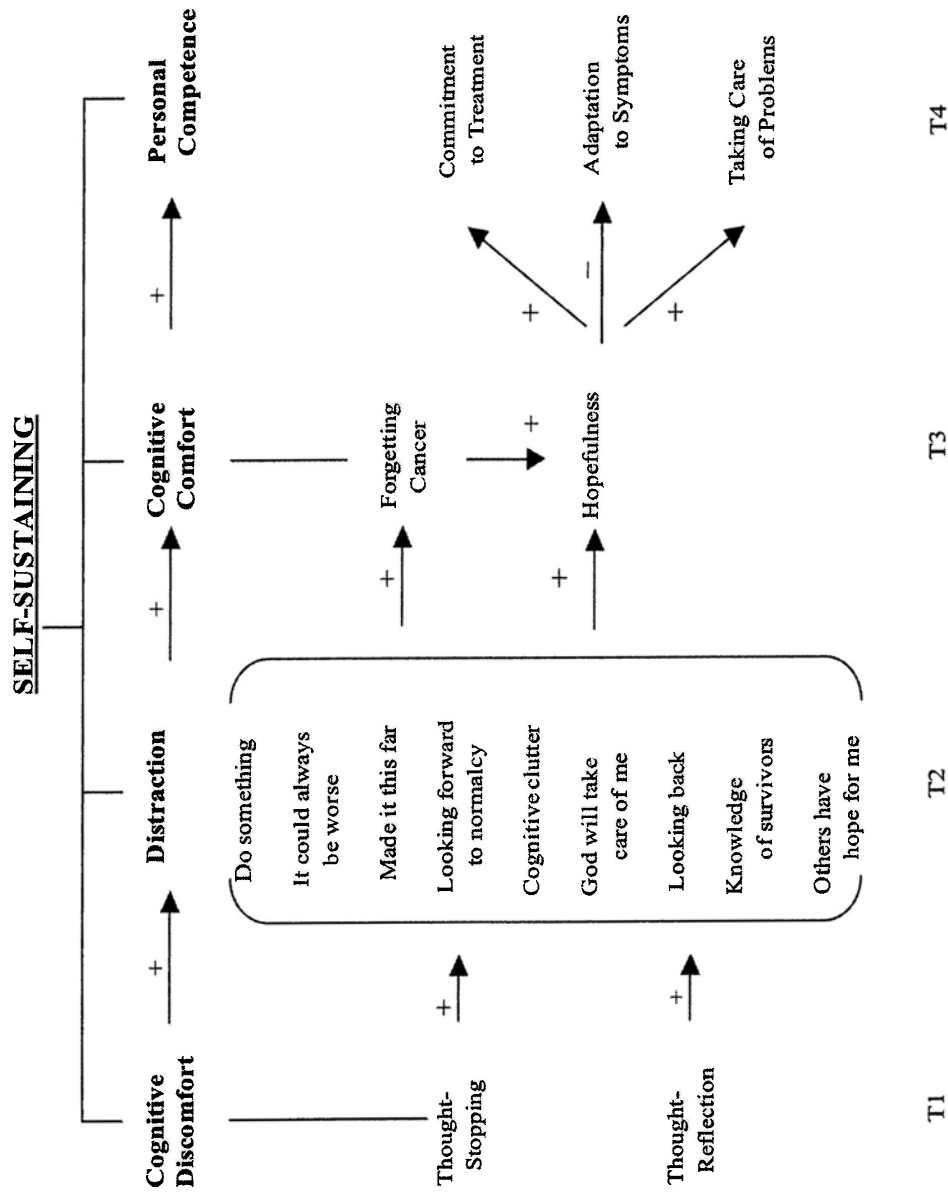 SELF-SUSTAINING
Cognitive
Discomfort
+
Distraction
+
Cognitive
Comfort
+
Personal
Competence
Thought-
Stopping
+
Thought-
Reflection
+
Do something
It could always
be worse
Made it this far
Looking forward
to normalcy
Cognitive clutter
God will take
care of me
Looking back
Knowledge
of survivors
Others have
hope for me
+
Forgetting
Cancer
+
+
Hopefulness
+
−
+
Commitment
to Treatment
Adaptation
to Symptoms
Taking Care
of Problems
T1
T2
T3
T4